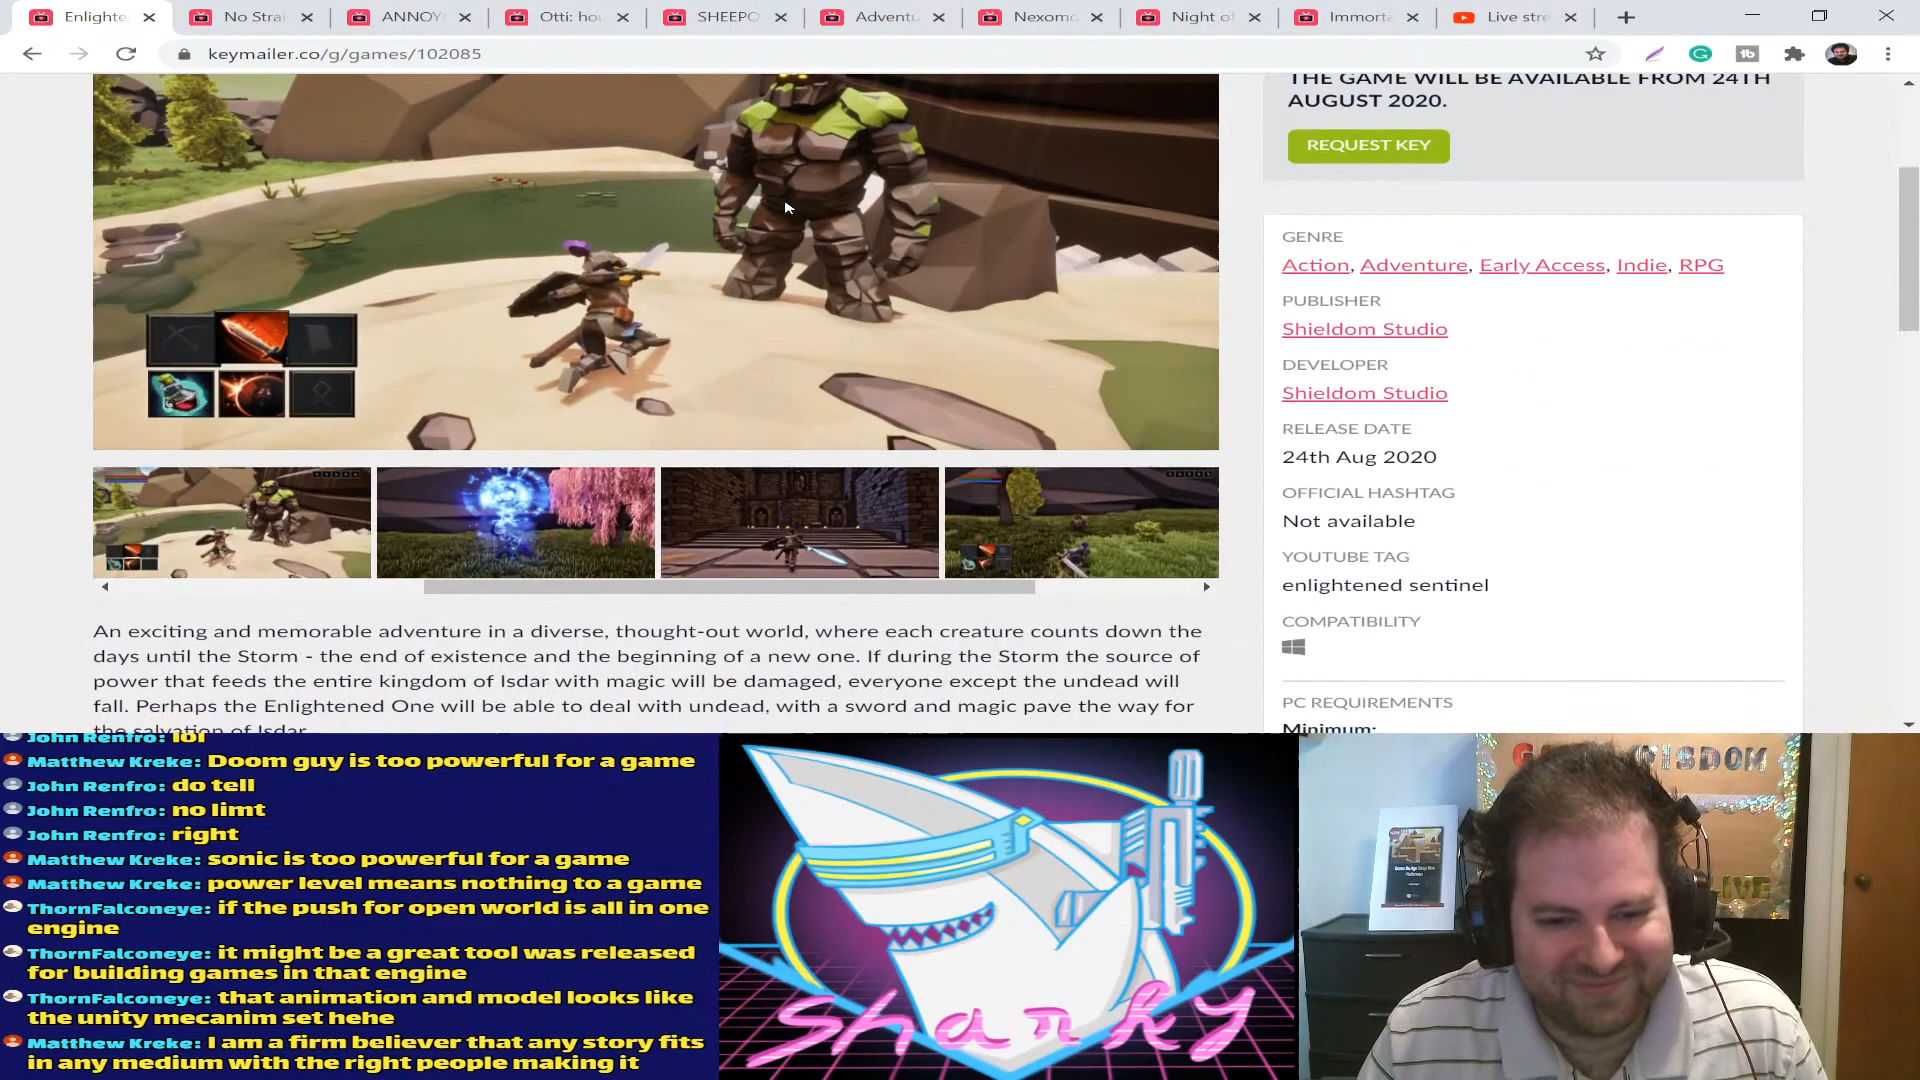 Enlighte
No Strai
ANNOY
Otti: ho
SHEEPO
Adventu
Nexomo
Night o
Immorta
Live stre
keymailer.co/g/games/102085
THE GAME WILL BE AVAILABLE FROM 24TH
AUGUST 2020.
REQUEST KEY
GENRE
Action, Adventure, Early Access, Indie, RPG
PUBLISHER
Shieldom Studio
DEVELOPER
Shieldom Studio
RELEASE DATE
24th Aug 2020
OFFICIAL HASHTAG
Not available
YOUTUBE TAG
enlightened sentinel
COMPATIBILITY
PC REQUIREMENTS
Minimum:
An exciting and memorable adventure in a diverse, thought-out world, where each creature counts down the
days until the Storm - the end of existence and the beginning of a new one. If during the Storm the source of
power that feeds the entire kingdom of Isdar with magic will be damaged, everyone except the undead will
fall. Perhaps the Enlightened One will be able to deal with undead, with a sword and magic pave the way for
the salvation of Isdar.
John Renfro: lol
Matthew Kreke: Doom guy is too powerful for a game
John Renfro: do tell
John Renfro: no limt
John Renfro: right
Matthew Kreke: sonic is too powerful for a game
Matthew Kreke: power level means nothing to a game
ThornFalconeye: if the push for open world is all in one
engine
ThornFalconeye: it might be a great tool was released
for building games in that engine
ThornFalconeye: that animation and model looks like
the unity mecanim set hehe
Matthew Kreke: I am a firm believer that any story fits
in any medium with the right people making it
Sharky
WISDOM
LIVE